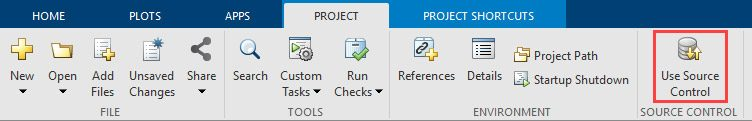 HOME PLOTS APPS PROJECT PROJECT SHORTCUTS
New Open Add Files Unsaved Changes Share
FILE
Search Custom Tasks Run Checks
TOOLS
References Details Project Path
Startup Shutdown
ENVIRONMENT
Use Source Control
SOURCE CONTROL